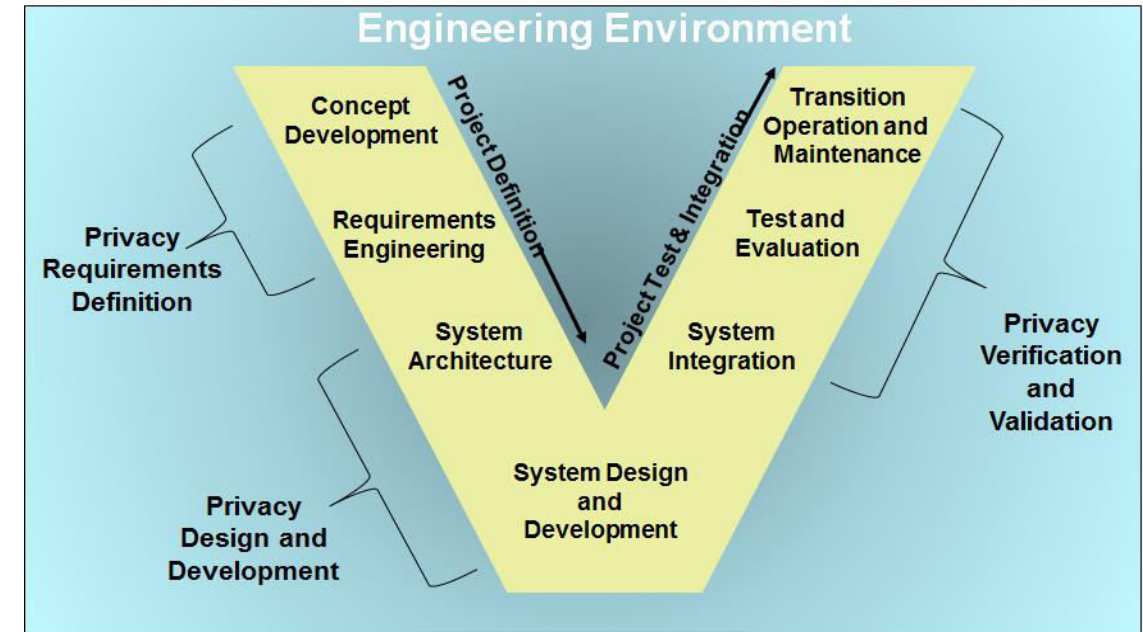 Engineering Environment
Concept
Development
Project Definition
Project Test & Integration
Transition
Operation and
Maintenance
Privacy
Requirements
Definition
Requirements
Engineering
Test and
Evaluation
System
Architecture
System
Integration
Privacy
Verification
and
Validation
System Design
and
Development
Privacy
Design and
Development